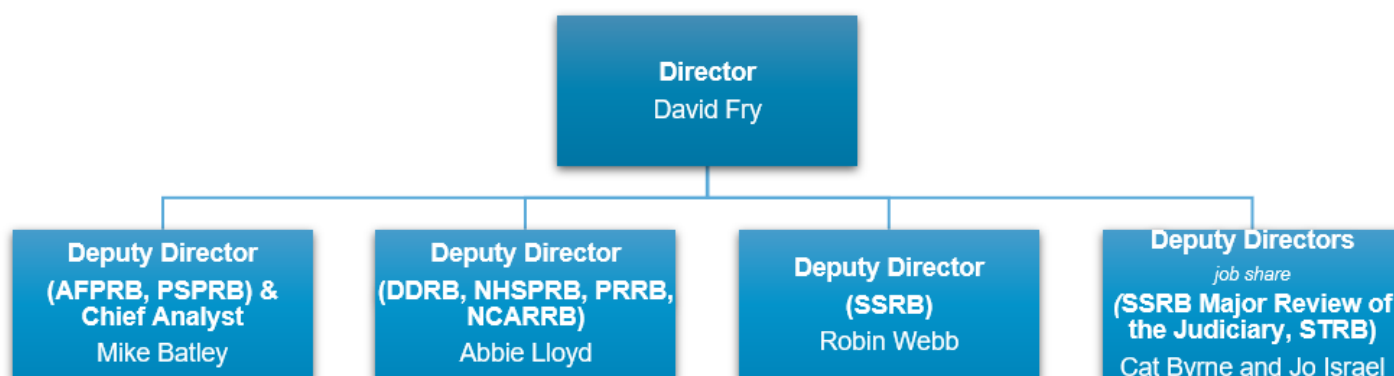 Director
David Fry
Deputy Director
(AFPRB, PSPRB) &
Chief Analyst
Mike Batley
Deputy Director
(DDRB, NHSPRB, PRRB,
NCARRB)
Abbie Lloyd
Deputy Director
(SSRB)
Robin Webb
Deputy Directors
job share
(SSRB Major Review of
the Judiciary, STRB)
Cat Byrne and Jo Israel